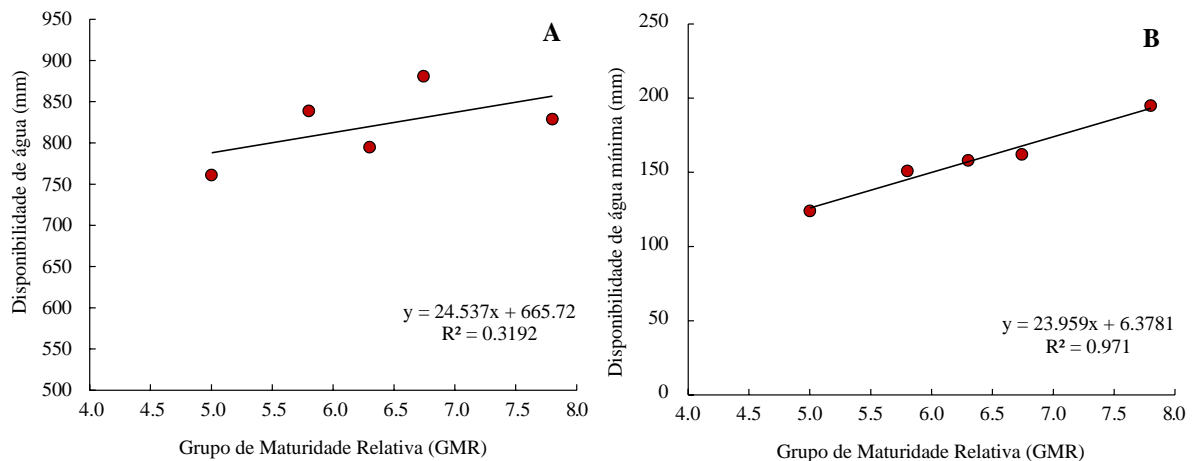 A
Disponibilidade de água (mm)
950
900
850
800
750
700
650
600
550
500
y = 24.537x + 665.72
R² = 0.3192
4.0 4.5 5.0 5.5 6.0 6.5 7.0 7.5 8.0
Grupo de Maturidade Relativa (GMR)
B
Disponibilidade de água mínima (mm)
250
200
150
100
50
0
y = 23.959x + 6.3781
R² = 0.971
4.0 4.5 5.0 5.5 6.0 6.5 7.0 7.5 8.0
Grupo de Maturidade Relativa (GMR)